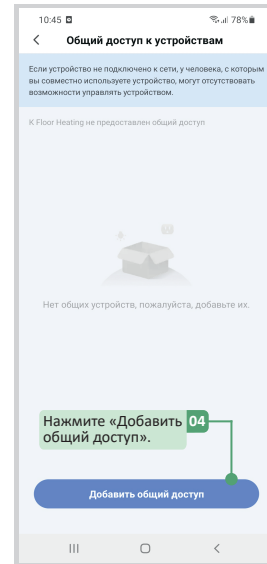 10:45
78%
Общий доступ к устройствам
Если устройство не подключено к сети, у человека, с которым
вы совместно используете устройство, могут отсутствовать
возможности управлять устройством.
К Floor Heating не предоставлен общий доступ
Нет общих устройств, пожалуйста, добавьте их.
Нажмите «Добавить 04
общий доступ».
Добавить общий доступ